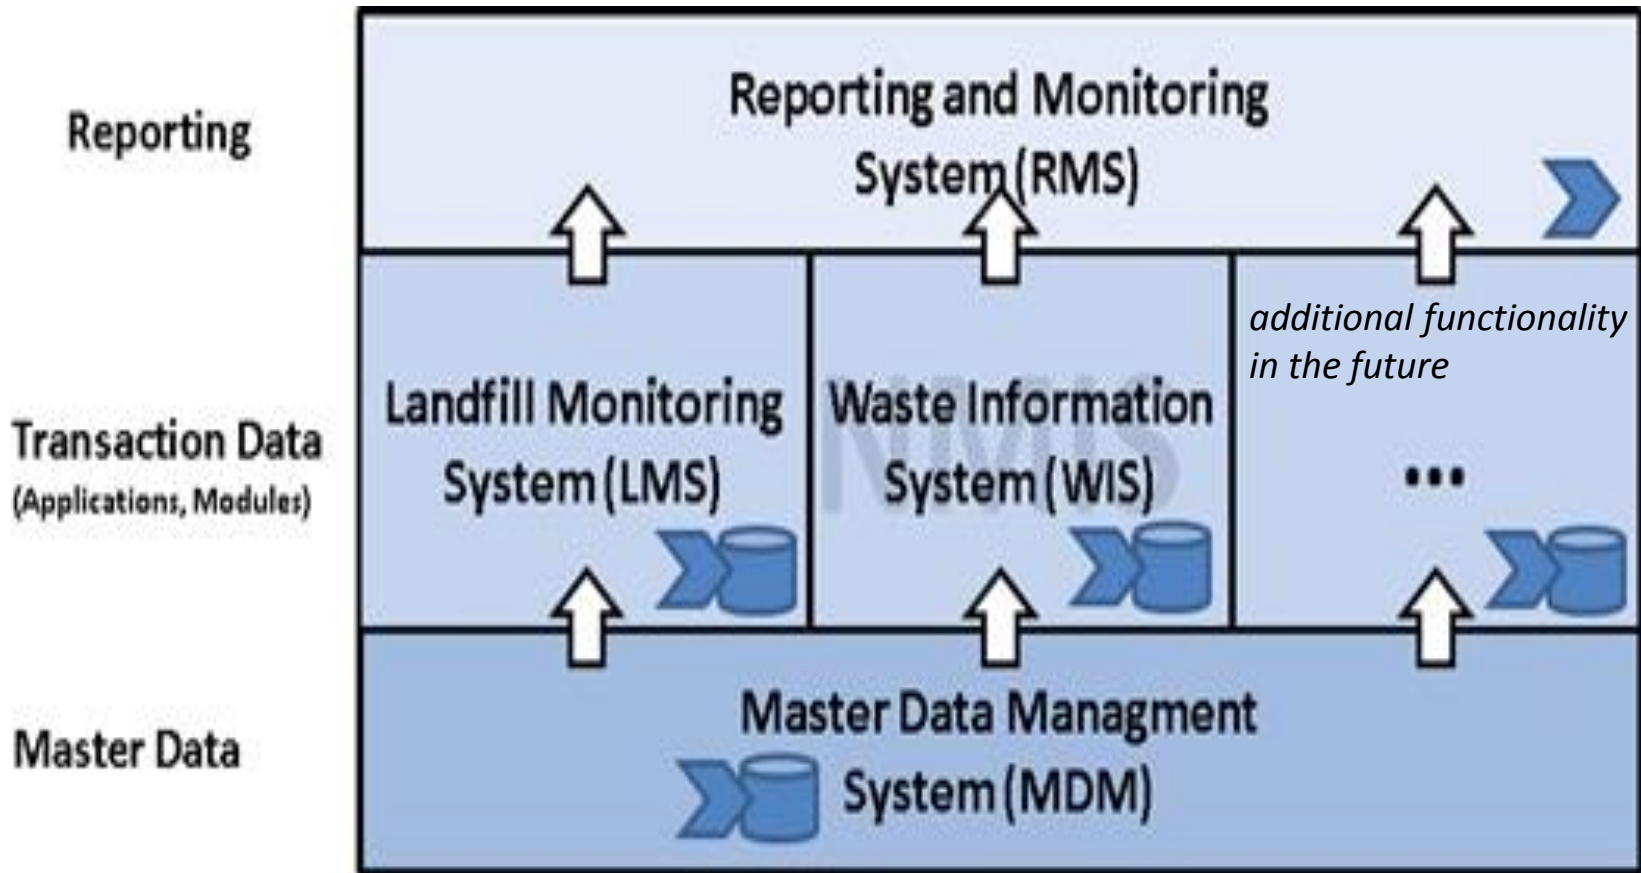 Reporting
Reporting and Monitoring
System (RMS)
additional functionality
in the future
Landfill Monitoring
System (LMS)
Waste Information
System (WIS)
...
Transaction Data
(Applications, Modules)
NMIS
Master Data
Master Data Managment
System (MDM)